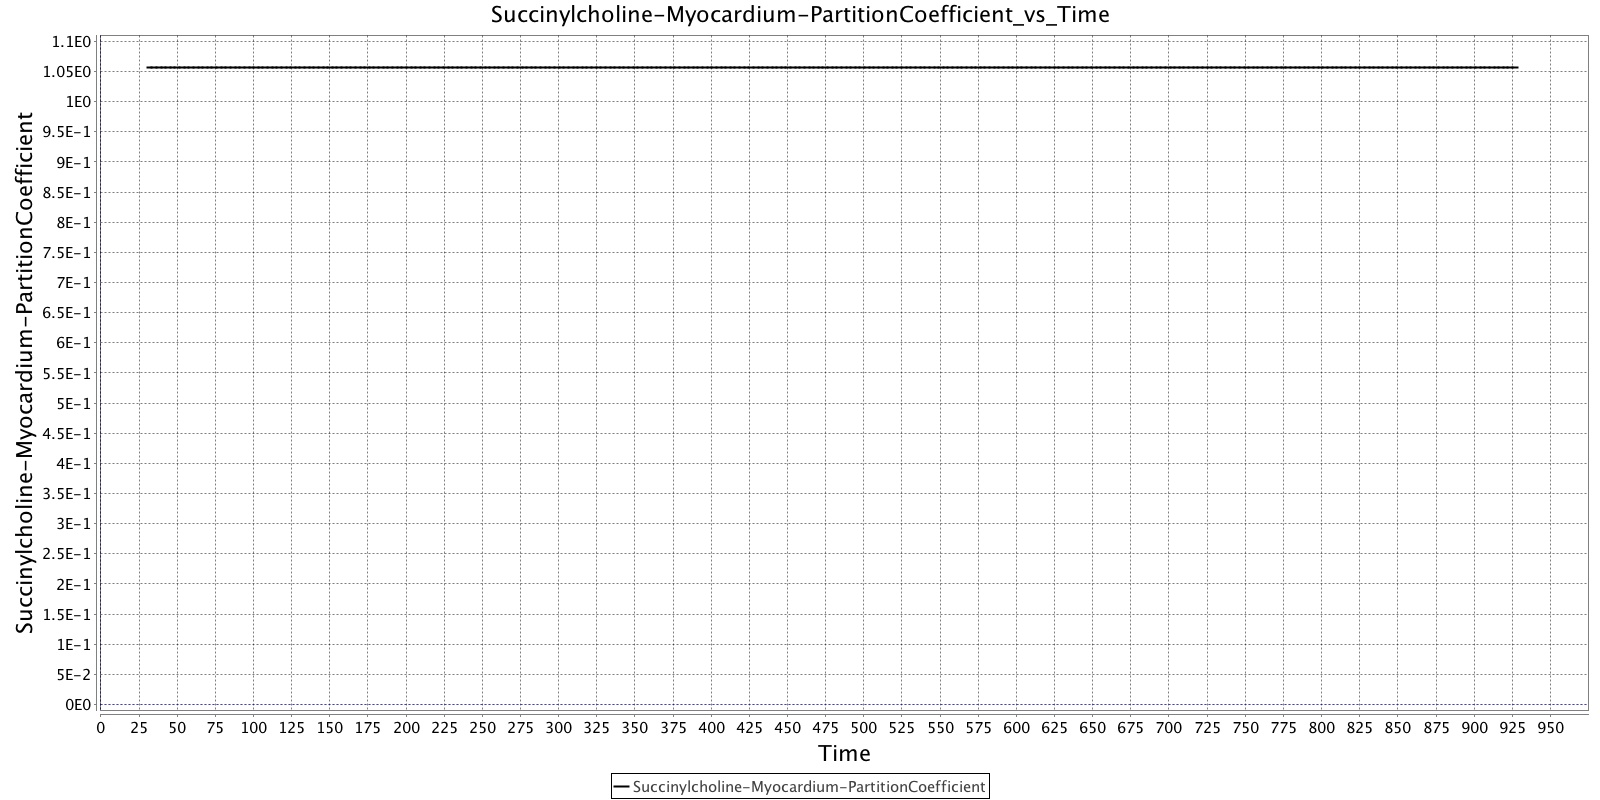 Succinylcholine-Myocardium-PartitionCoefficient_vs_Time
Succinylcholine-Myocardium-PartitionCoefficient
1.1E0
1.05E0
1E0
9.5E-1
9E-1
8.5E-1
8E-1
7.5E-1
7E-1
6.5E-1
6E-1
5.5E-1
5E-1
4.5E-1
4E-1
3.5E-1
3E-1
2.5E-1
2E-1
1.5E-1
1E-1
5E-2
0E0
0 25 50 75 100 125 150 175 200 225 250 275 300 325 350 375 400 425 450 475 500 525 550 575 600 625 650 675 700 725 750 775 800 825 850 875 900 925 950
Time
Succinylcholine-Myocardium-PartitionCoefficient